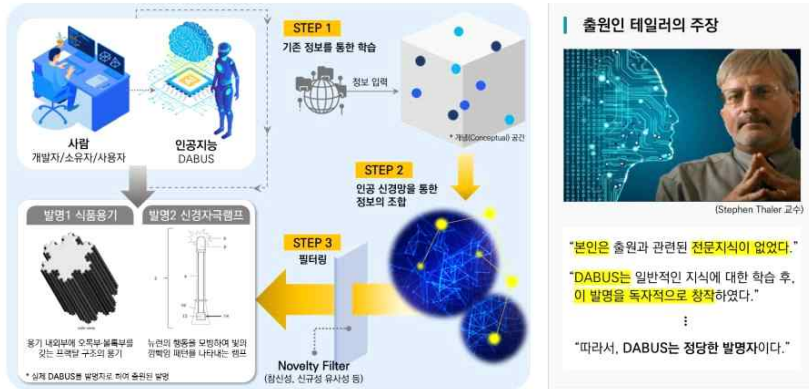 사람
개발자/소유자/사용자
인공지능
DABUS
STEP 1
기존 정보를 통한 학습
정보 입력
* 개념(Conceptual) 공간
STEP 2
인공 신경망을 통한
정보의 조합
STEP 3
필터링
Novelty Filter
(참신성, 신규성 유사성 등)
발명1 식품용기
용기 내외부에 오목부·볼록부를
갖는 프랙탈 구조의 용기
발명2 신경자극램프
뉴런의 행동을 모방하여 빛의
깜빡임 패턴을 나타내는 램프
* 실제 DABUS를 발명자로 하여 출원된 발명
출원인 테일러의 주장
(Stephen Thaler 교수)
“본인은 출원과 관련된 전문지식이 없었다.”
“DABUS는 일반적인 지식에 대한 학습 후,
이 발명을 독자적으로 창작하였다.”
⋮
“따라서, DABUS는 정당한 발명자이다.”